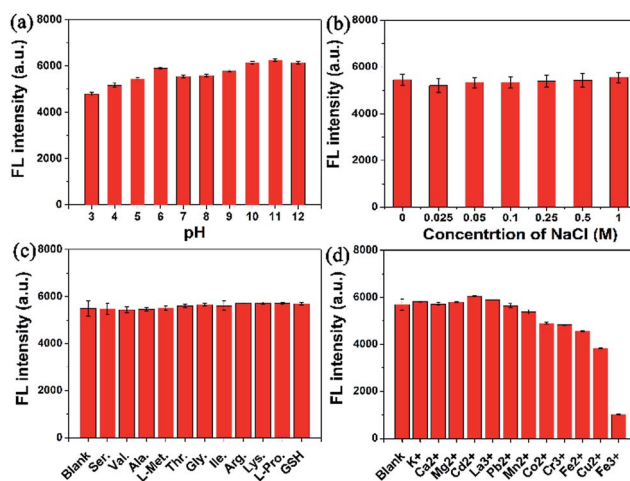 (a)
FL intensity (a.u.)
8000
6000
4000
2000
0
3 4 5 6 7 8 9 10 11 12
pH
(b)
FL intensity (a.u.)
8000
6000
4000
2000
0
0 0.025 0.05 0.1 0.25 0.5 1
Concentrtion of NaCl (M)
(c)
FL intensity (a.u.)
8000
6000
4000
2000
0
Blank Ser. Val. Ala. L-Met. Thr. Gly. Ile. Arg. Lys. L-Pro. GSH
(d)
FL intensity (a.u.)
8000
6000
4000
2000
0
Blank K+ Ca2+ Mg2+ Cd2+ La3+ Pb2+ Mn2+ Co2+ Cr3+ Fe2+ Cu2+ Fe3+